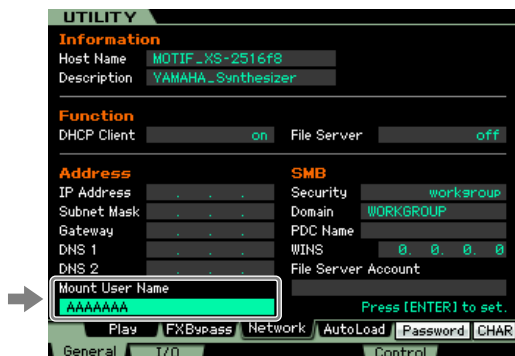 UTILITY
Information
Host Name MOTIF_XS-2516f8
Description YAMAHA_Synthesizer
Function
DHCP Client on File Server off
Address SMB
IP Address . . . Security workgroup
Subnet Mask . . . Domain WORKGROUP
Gateway . . . PDC Name
DNS 1 . . . WINS 0. 0. 0. 0
DNS 2 . . . File Server Account
Mount User Name
AAAAAAA Press [ENTER] to set.
Play FXBypass Network AutoLoad Password CHAR
General I/O Control